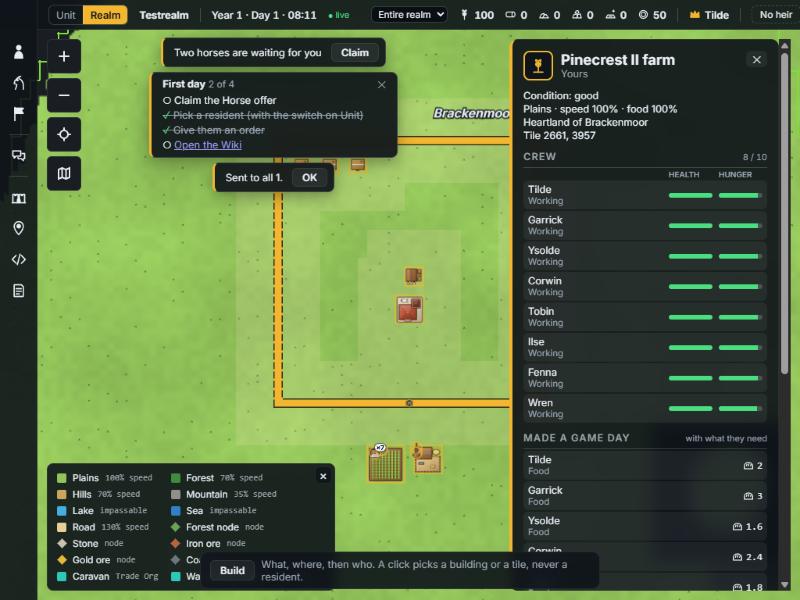 Unit Realm Testrealm Year 1 · Day 1 · 08:11 • live Entire realm 100 0 0 0 0 50 Tilde No heir
Two horses are waiting for you Claim
First day 2 of 4
Claim the Horse offer
Pick a resident (with the switch on Unit)
Give them an order
Open the Wiki
Sent to all 1. OK
Brackenmoo
Plains 100% speed
Forest 70% speed
Hills 70% speed
Mountain 35% speed
Lake impassable
Sea impassable
Road 130% speed
Forest node node
Stone node
Iron ore node
Gold ore node
Co
Caravan Trade Org
Wa
Build What, where, then who. A click picks a building or a tile, never a
resident.
Pinecrest II farm
Yours
Condition: good
Plains · speed 100% · food 100%
Heartland of Brackenmoor
Tile 2661, 3957
CREW 8 / 10
HEALTH HUNGER
Tilde
Working
Garrick
Working
Ysolde
Working
Corwin
Working
Tobin
Working
Ilse
Working
Fenna
Working
Wren
Working
MADE A GAME DAY with what they need
Tilde
Food 2
Garrick
Food 3
Ysolde
Food 1.6
Corwin
2.4
1.8